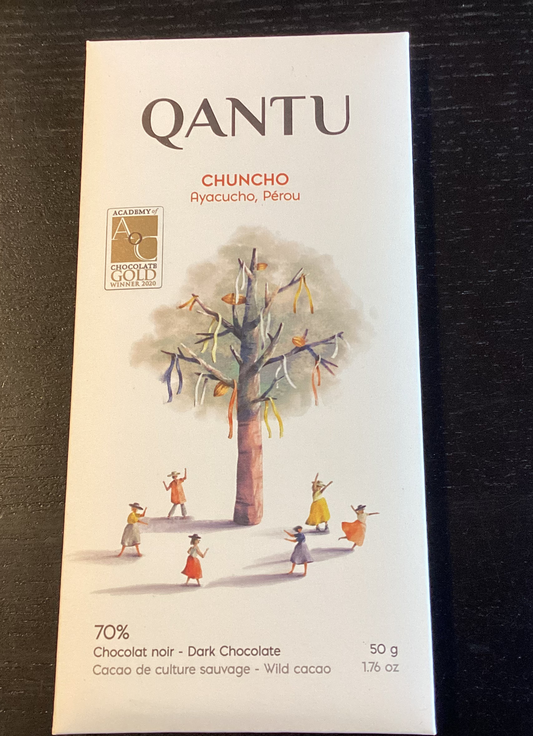 QANTU
CHUNCHO
Ayacucho, Pérou
ACADEMY of
A
O
C
CHOCOLATE
GOLD
WINNER 2020
70%
Chocolat noir - Dark Chocolate
50 g
Cacao de culture sauvage - Wild cacao
1.76 oz